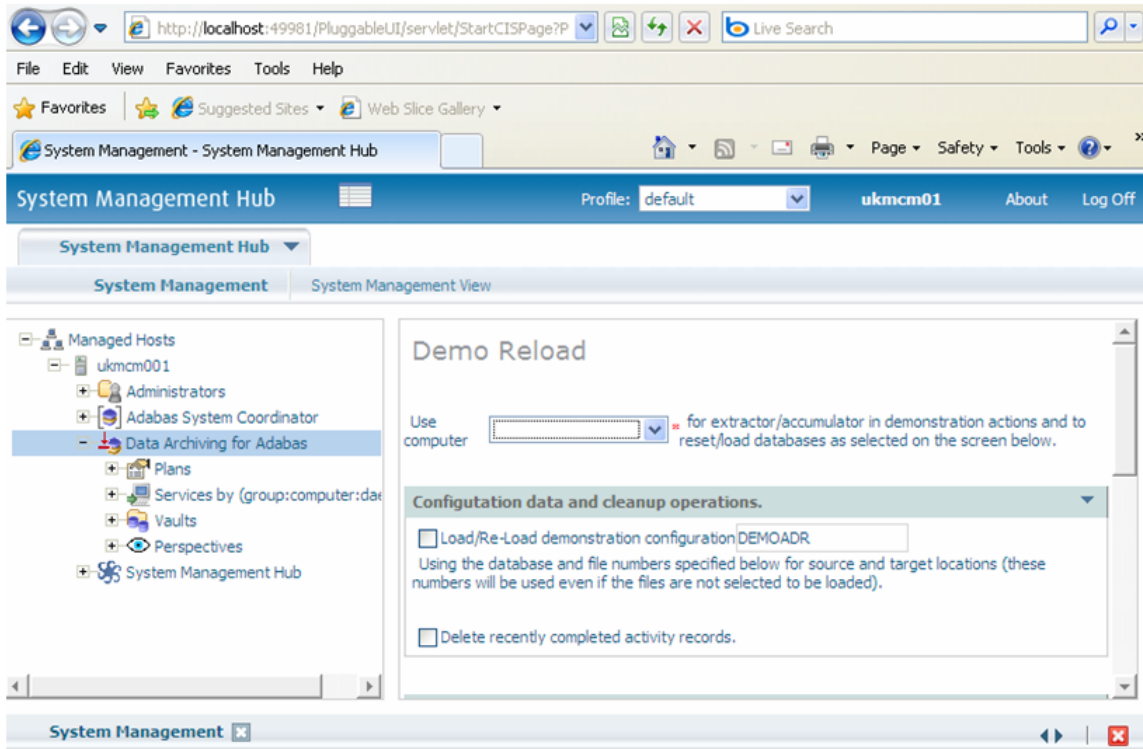 http://localhost:49981/PluggableUI/servlet/StartCISPage?P
Live Search
File Edit View Favorites Tools Help
Favorites Suggested Sites Web Slice Gallery
System Management - System Management Hub
Page Safety Tools
System Management Hub
Profile: default
ukmcm01
About
Log Off
System Management Hub
System Management
System Management View
Managed Hosts
ukmcm001
Administrators
Adabas System Coordinator
Data Archiving for Adabas
Plans
Services by (group:computer:dae
Vaults
Perspectives
System Management Hub
Demo Reload
Use computer * for extractor/accumulator in demonstration actions and to
reset/load databases as selected on the screen below.
Configutation data and cleanup operations.
Load/Re-Load demonstration configuration DEMOADR
Using the database and file numbers specified below for source and target locations (these
numbers will be used even if the files are not selected to be loaded).
Delete recently completed activity records.
System Management